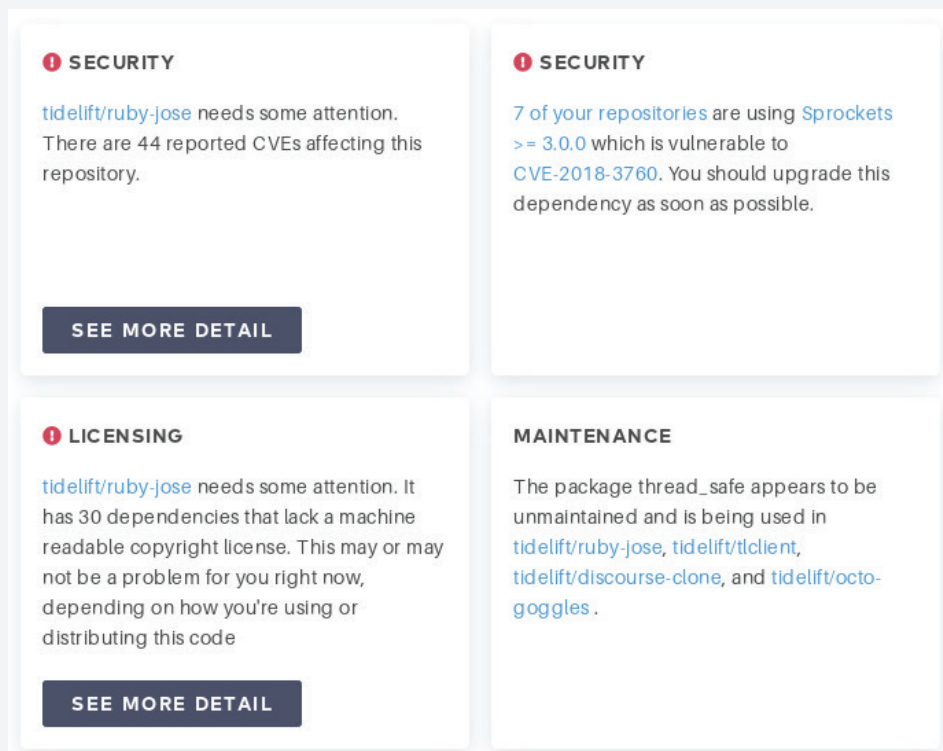 SECURITY
tidelift/ruby-jose needs some attention.
There are 44 reported CVEs affecting this
repository.
SEE MORE DETAIL
SECURITY
7 of your repositories are using Sprockets
>= 3.0.0 which is vulnerable to
CVE-2018-3760. You should upgrade this
dependency as soon as possible.
LICENSING
tidelift/ruby-jose needs some attention. It
has 30 dependencies that lack a machine
readable copyright license. This may or may
not be a problem for you right now,
depending on how you're using or
distributing this code
SEE MORE DETAIL
MAINTENANCE
The package thread_safe appears to be
unmaintained and is being used in
tidelift/ruby-jose, tidelift/tlclient,
tidelift/discourse-clone, and tidelift/octo-
goggles .